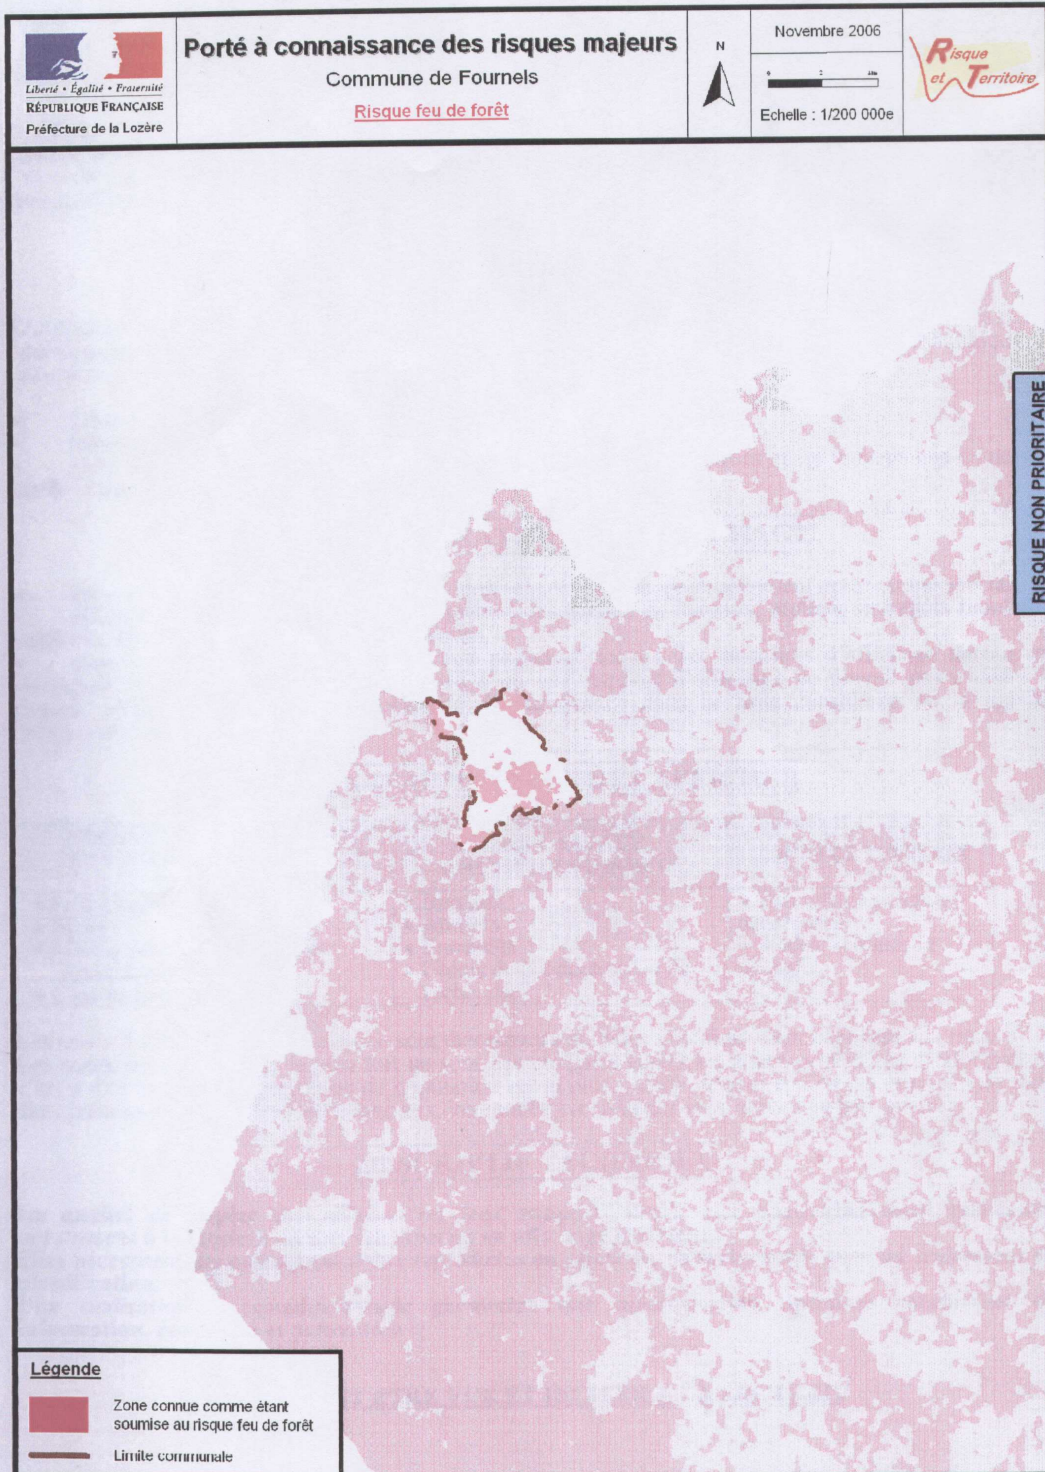 Liberté • Égalité • Fraternité
RÉPUBLIQUE FRANÇAISE
Préfecture de la Lozère
Porté à connaissance des risques majeurs
Commune de Fournels
Risque feu de forêt
N
Novembre 2006
Echelle : 1/200 000e
Risque
et Territoire
RISQUE NON PRIORITAIRE
Légende
Zone connue comme étant
soumise au risque feu de forêt
Limite communale